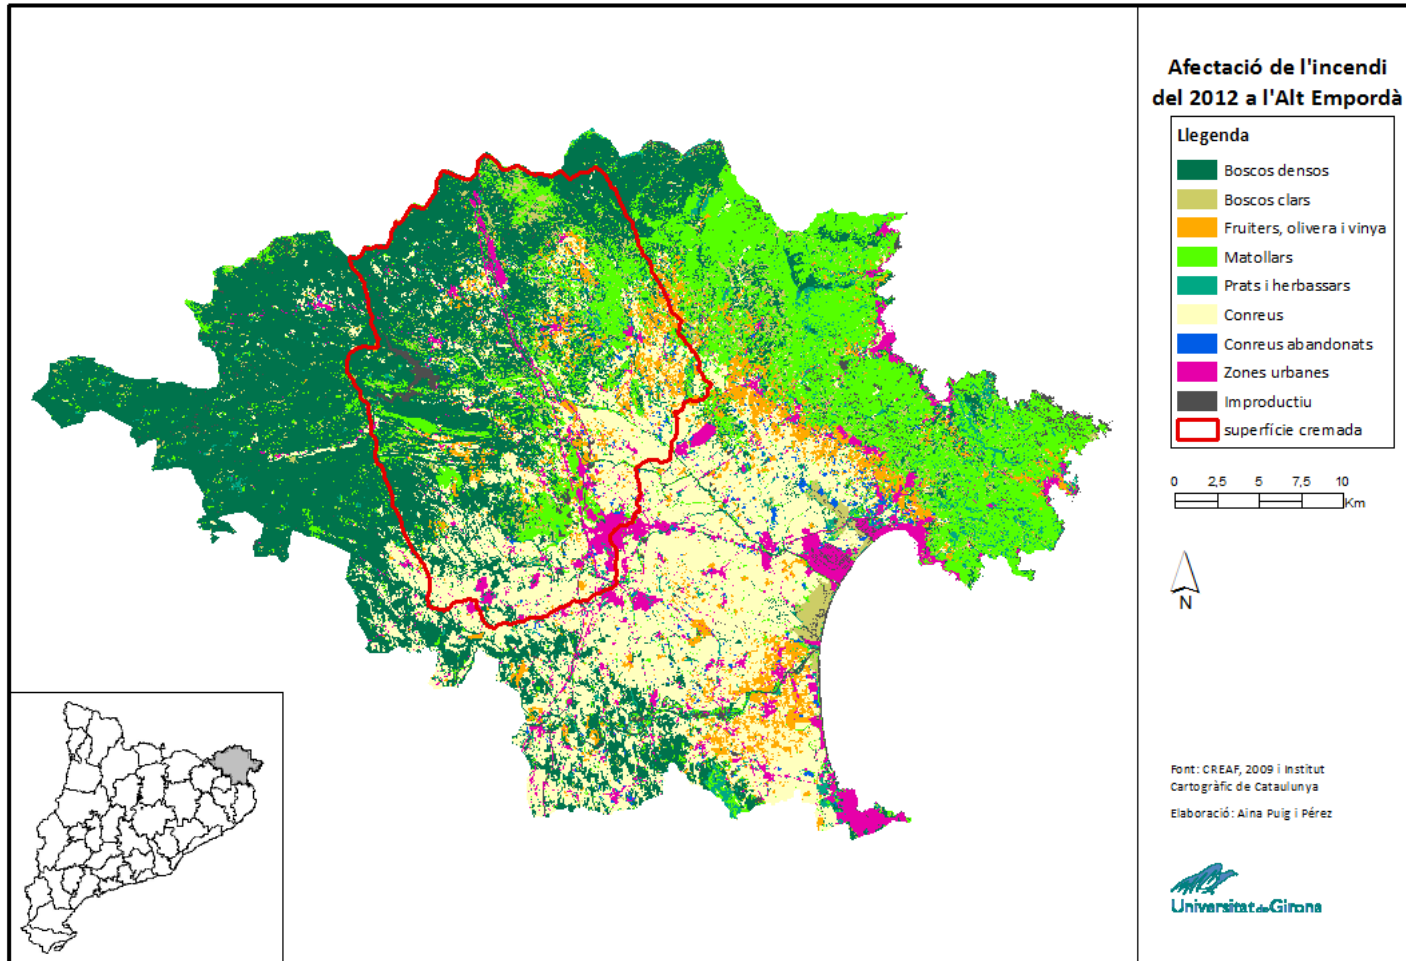 Afectació de l'incendi
del 2012 a l'Alt Empordà
Llegenda
Boscos densos
Boscos clars
Fruiters, olivera i vinya
Matollars
Prats i herbassars
Conreus
Conreus abandonats
Zones urbanes
Improductiu
superfície cremada
0 2,5 5 7,5 10
Km
N
Font: CREAF, 2009 i Institut
Cartogràfic de Cataulunya
Elaboració: Aina Puig i Pérez
Universitat de Girona